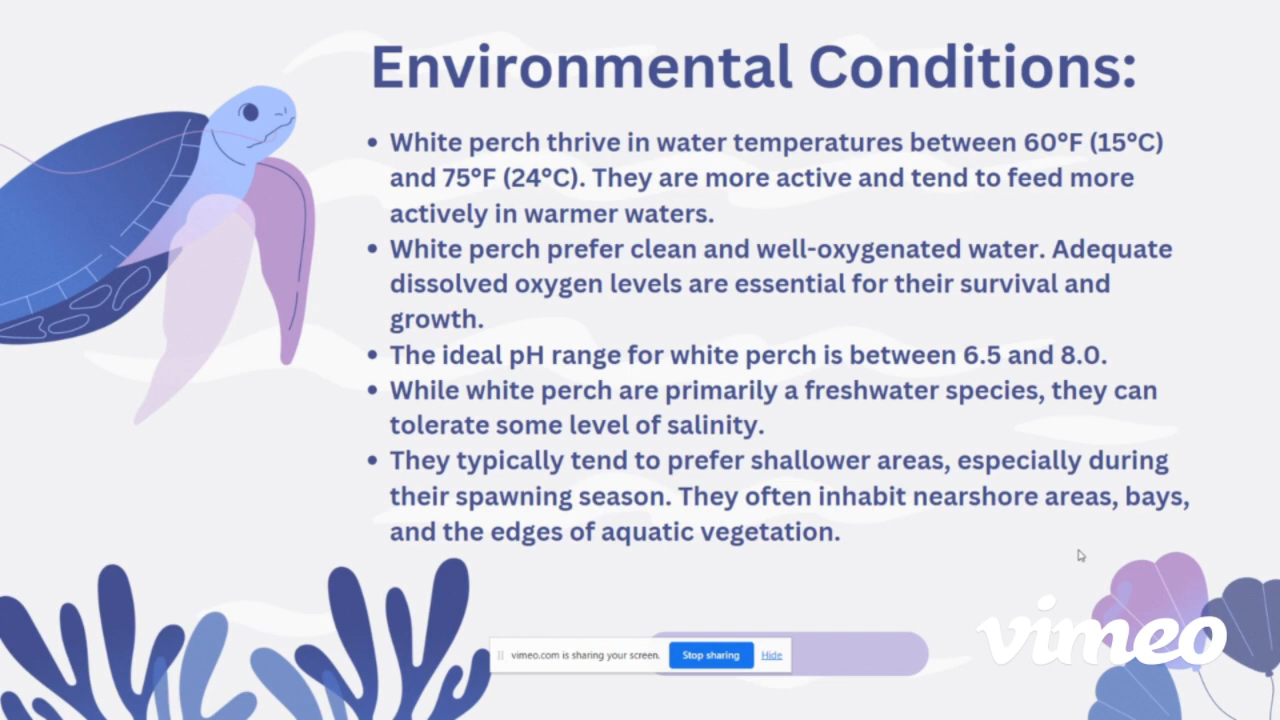 Environmental Conditions:
• White perch thrive in water temperatures between 60°F (15°C)
and 75°F (24°C). They are more active and tend to feed more
actively in warmer waters.
• White perch prefer clean and well-oxygenated water. Adequate
dissolved oxygen levels are essential for their survival and
growth.
• The ideal pH range for white perch is between 6.5 and 8.0.
• While white perch are primarily a freshwater species, they can
tolerate some level of salinity.
• They typically tend to prefer shallower areas, especially during
their spawning season. They often inhabit nearshore areas, bays,
and the edges of aquatic vegetation.
vimeo
vimeo.com is sharing your screen. Stop sharing Hide